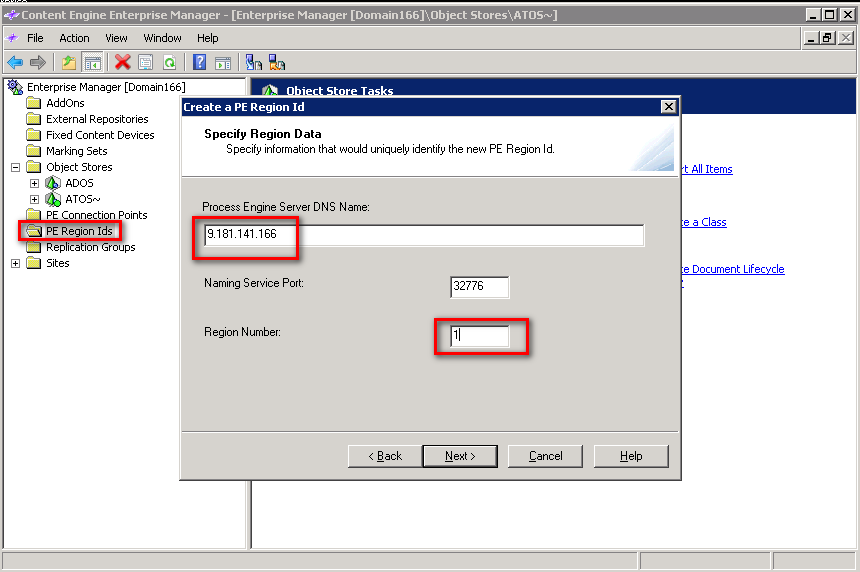 Content Engine Enterprise Manager - [Enterprise Manager [Domain166]\Object Stores\ATOS~]
File Action View Window Help
Enterprise Manager [Domain166]
AddOns
External Repositories
Fixed Content Devices
Marking Sets
Object Stores
ADOS
ATOS~
PE Connection Points
PE Region Ids
Replication Groups
Sites
Object Store Tasks
Create a PE Region Id
Specify Region Data
Specify information that would uniquely identify the new PE Region Id.
Process Engine Server DNS Name:
9.181.141.166
Naming Service Port: 32776
Region Number: 1
< Back Next > Cancel Help
rt All Items
e a Class
e Document Lifecycle